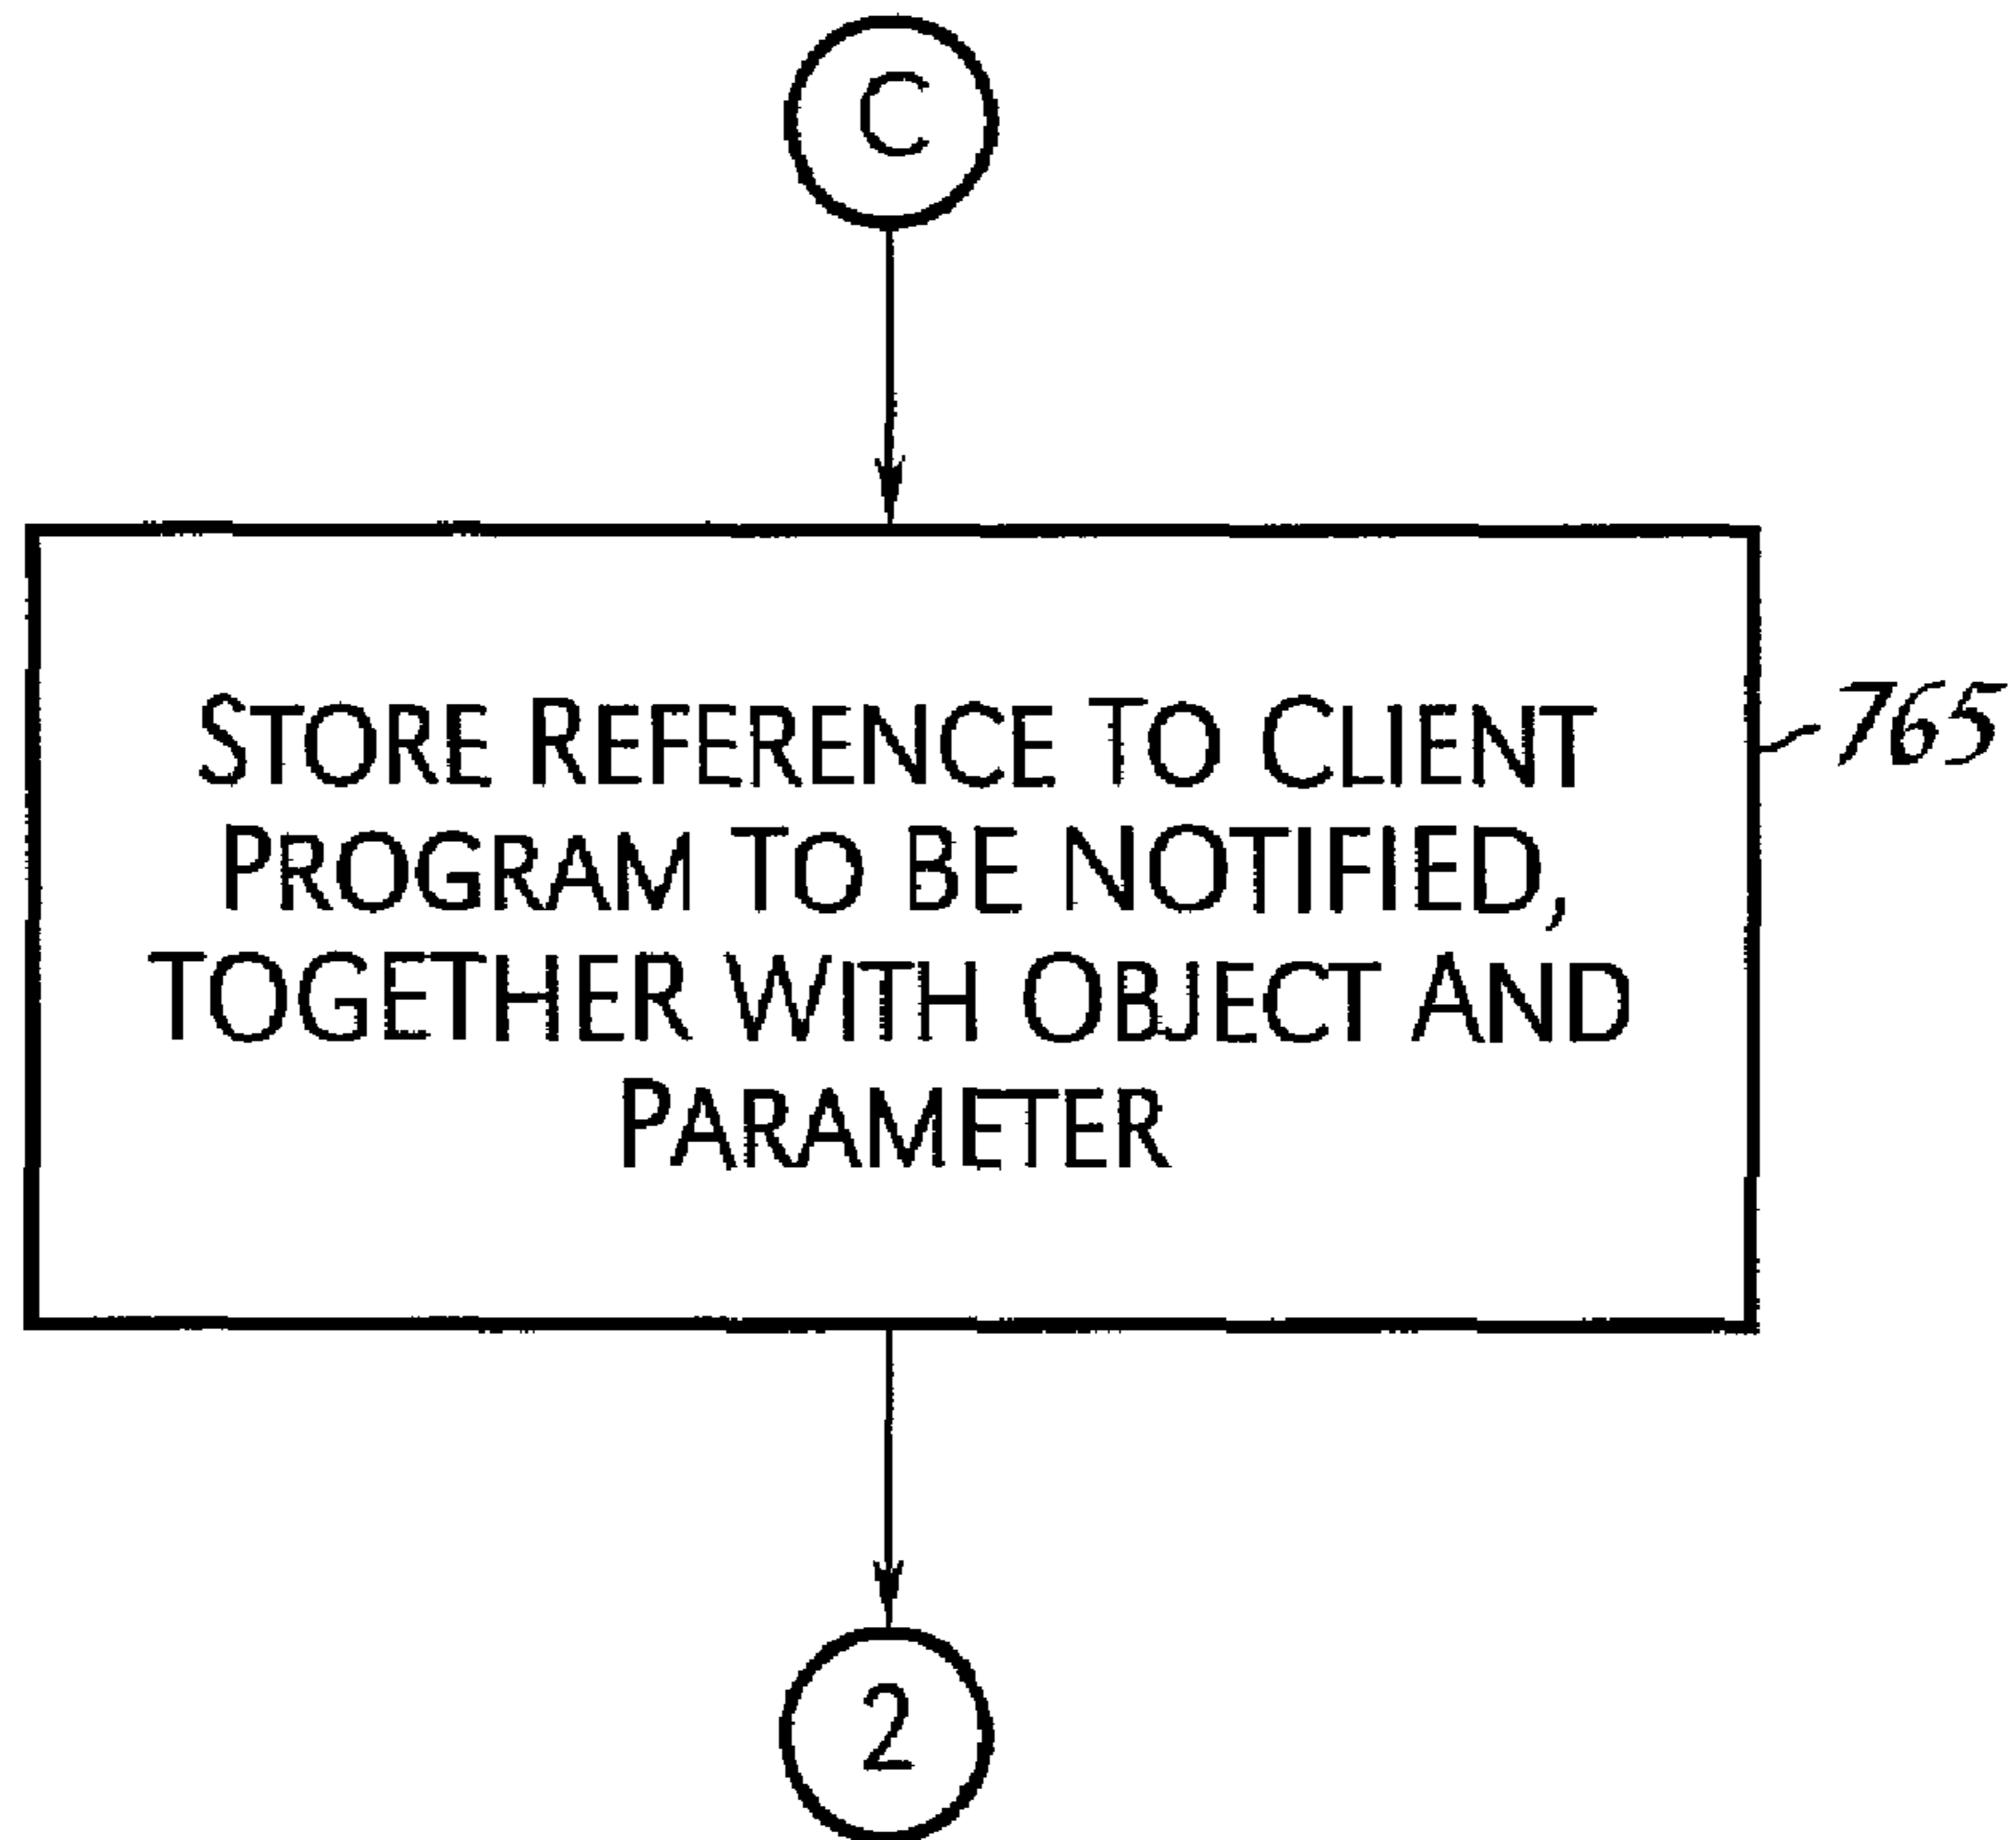 C
STORE REFERENCE TO CLIENT
PROGRAM TO BE NOTIFIED,
TOGETHER WITH OBJECT AND
PARAMETER
765
2